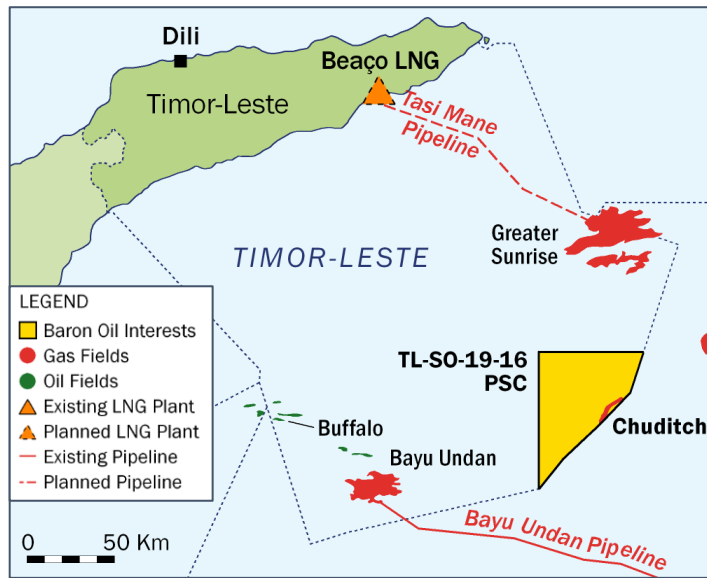 Dili
Beaço LNG
Timor-Leste
Tasi Mane
Pipeline
Greater
Sunrise
TIMOR-LESTE
LEGEND
Baron Oil Interests
Gas Fields
Oil Fields
Existing LNG Plant
Planned LNG Plant
Existing Pipeline
Planned Pipeline
0 50 Km
TL-SO-19-16
PSC
Chuditch
Buffalo
Bayu Undan
Bayu Undan Pipeline